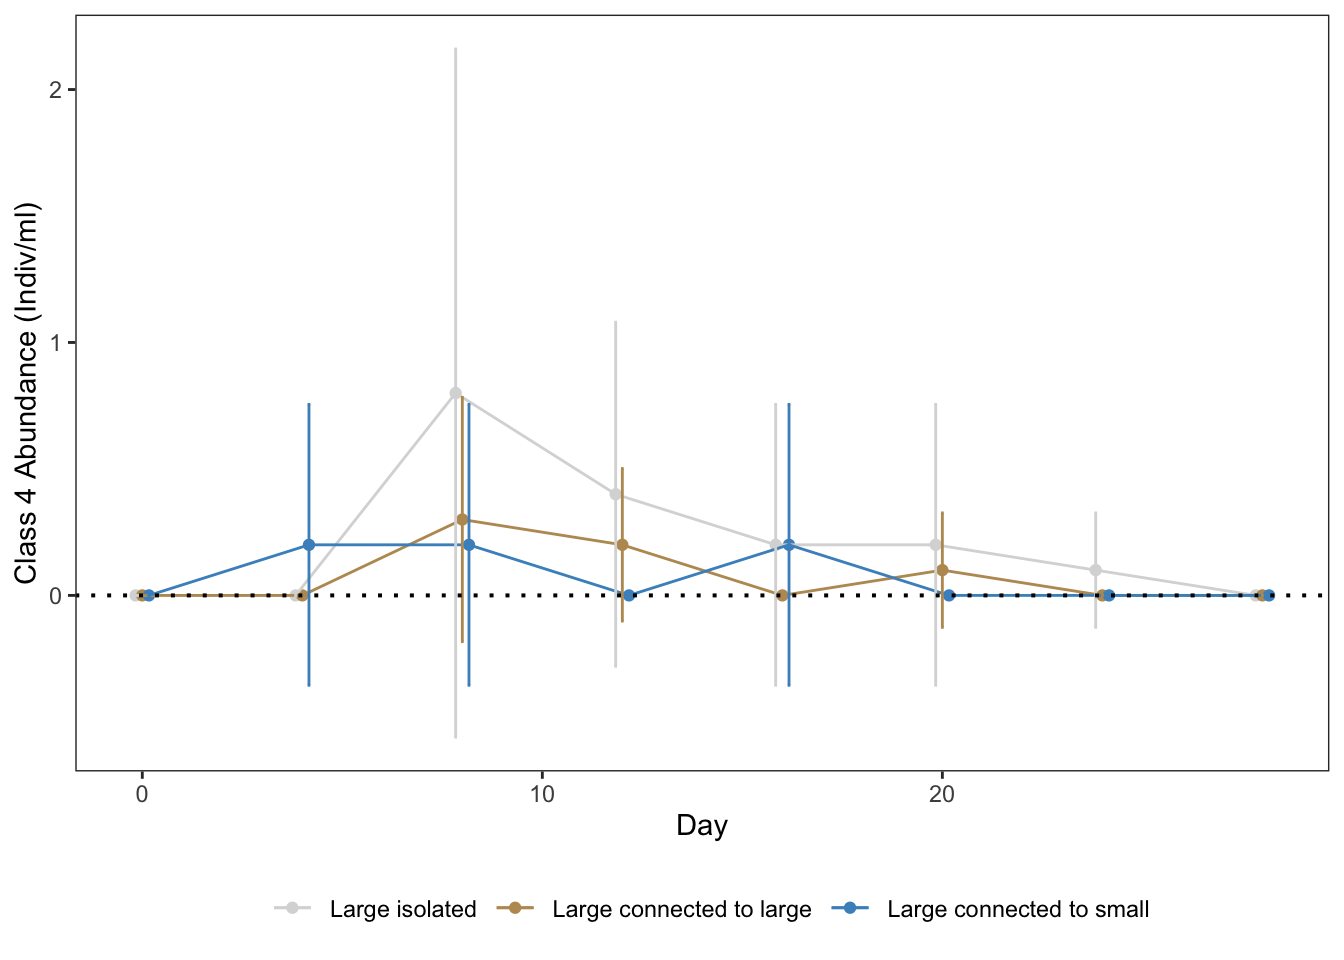 Class 4 Abundance (Indiv/ml)
2
1
0
0 10 20
Day
Large isolated Large connected to large Large connected to small